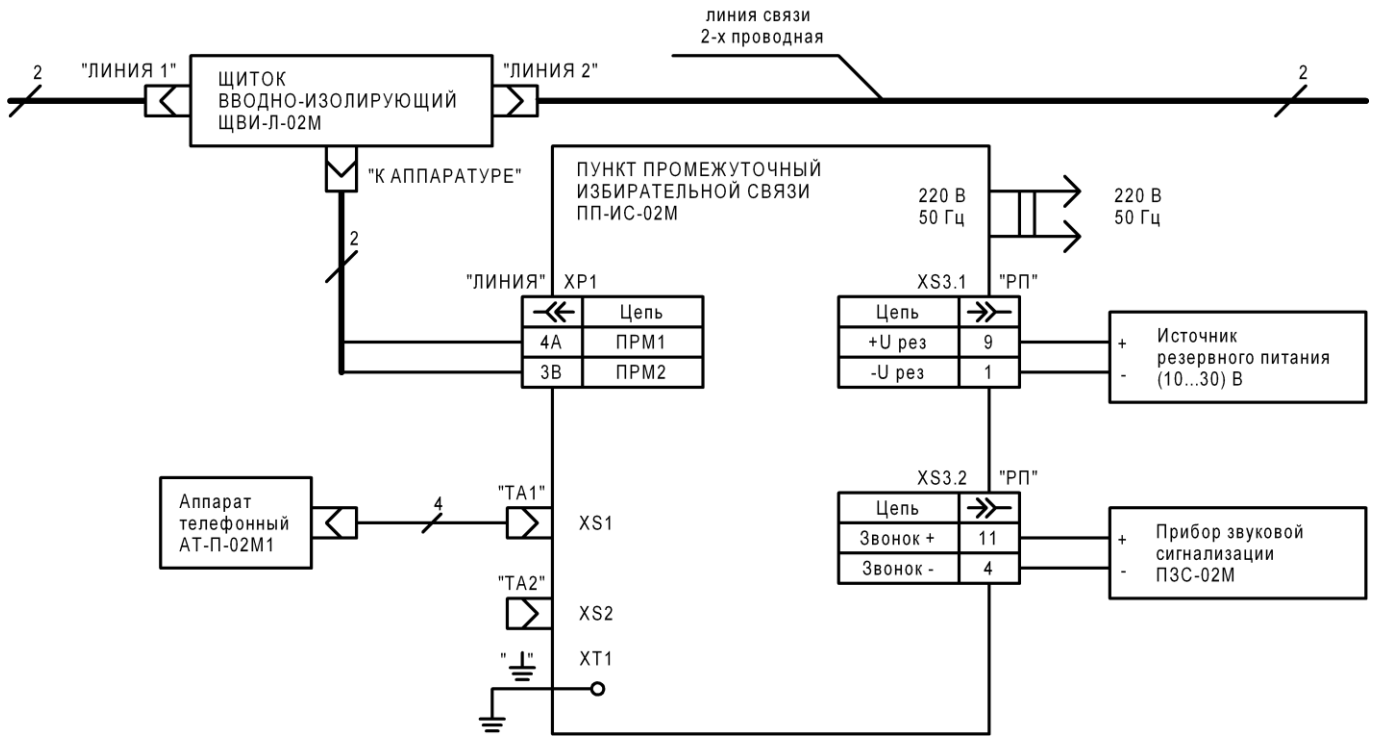 линия связи
2-х проводная
2
"ЛИНИЯ 1"
ЩИТОК
ВВОДНО-ИЗОЛИРУЮЩИЙ
ЩВИ-Л-02М
"ЛИНИЯ 2"
2
"К АППАРАТУРЕ"
2
ПУНКТ ПРОМЕЖУТОЧНЫЙ
ИЗБИРАТЕЛЬНОЙ СВЯЗИ
ПП-ИС-02М
220 В
50 Гц
220 В
50 Гц
"ЛИНИЯ" XP1
Цепь
4А ПРМ1
3В ПРМ2
XS3.1 "РП"
Цепь
+U рез 9
-U рез 1
+
-
Источник
резервного питания
(10...30) В
Аппарат
телефонный
АТ-П-02М1
4
"ТА1"
XS1
"ТА2"
XS2
" "
XT1
XS3.2 "РП"
Цепь
Звонок + 11
Звонок - 4
+
-
Прибор звуковой
сигнализации
ПЗС-02М